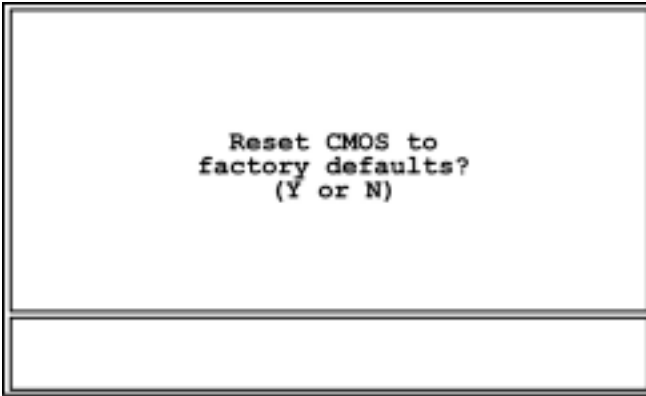 Reset CMOS to
factory defaults?
(Y or N)